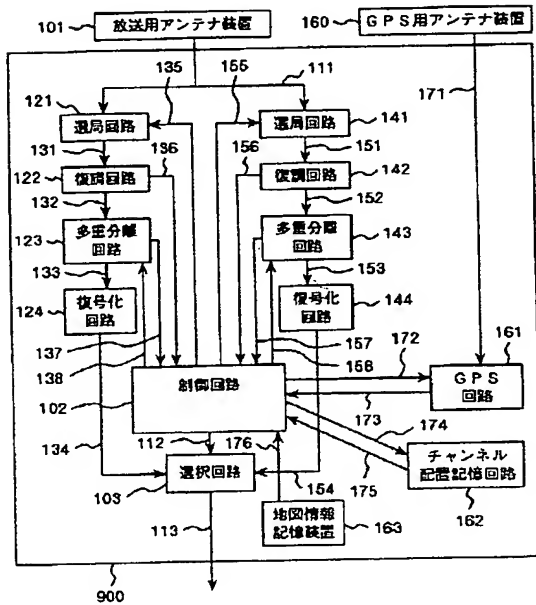 101
放送用アンテナ装置
160
GPS用アンテナ装置
135
155
111
171
121
選局回路
選局回路
141
131
136
151
156
122
復調回路
復調回路
142
132
152
123
多重分離
回路
多重分離
回路
143
133
153
124
復号化
回路
復号化
回路
144
137
138
157
158
172
161
102
制御回路
GPS
回路
173
174
134
112
176
175
チャンネル
配置記憶回路
選択回路
103
154
地図情報
記憶装置
163
162
113
900